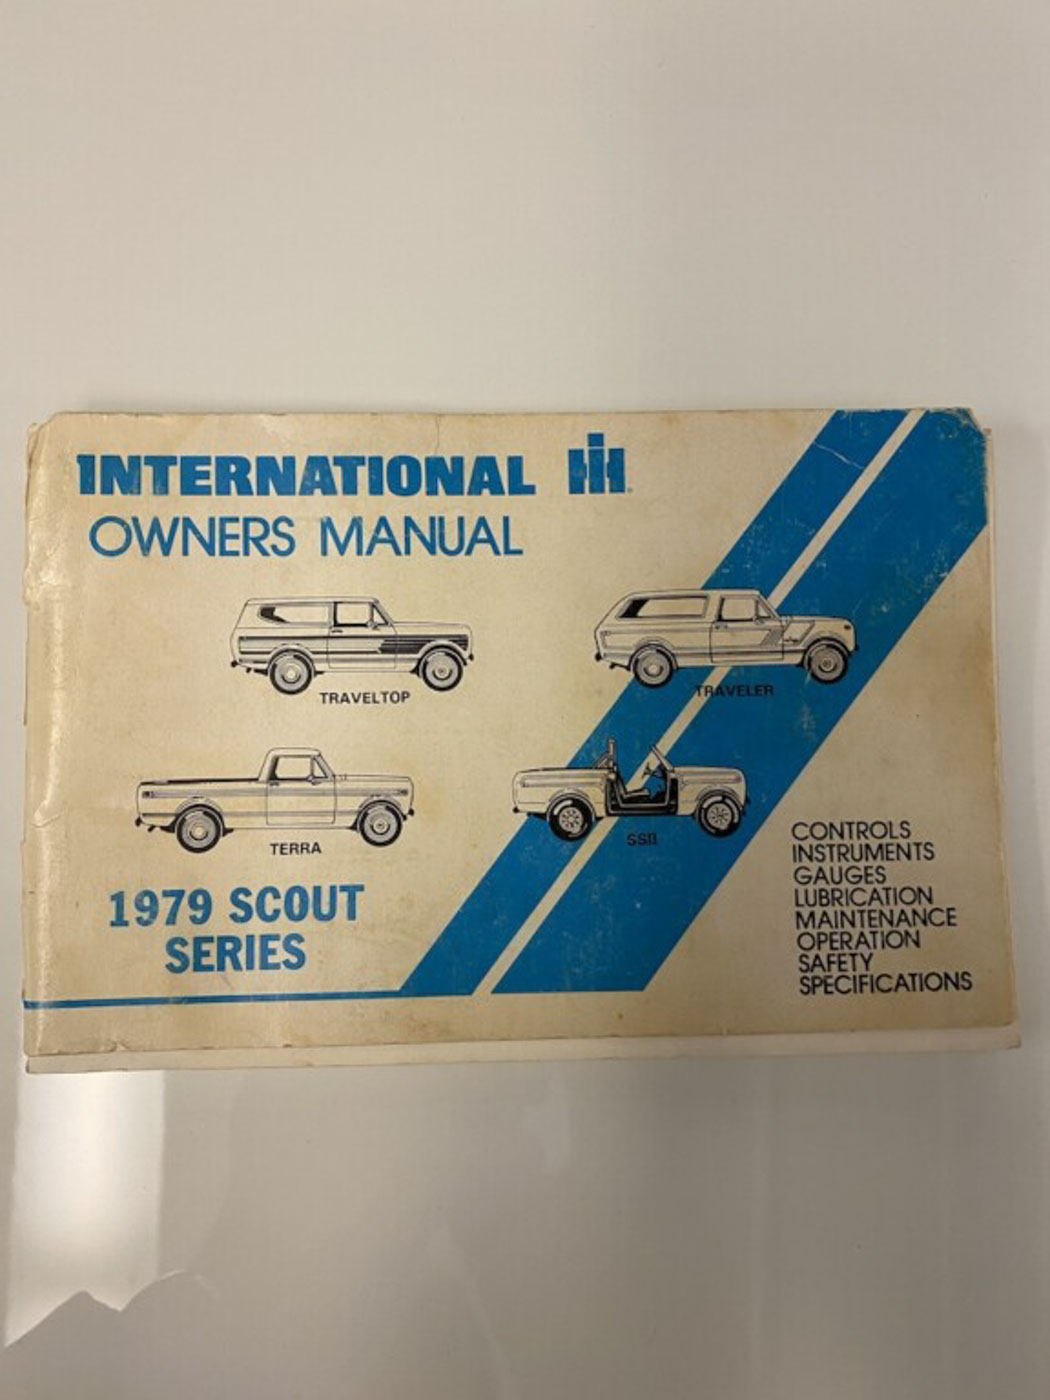 INTERNATIONAL IH
OWNERS MANUAL
TRAVELTOP
TRAVELER
TERRA
SSII
1979 SCOUT
SERIES
CONTROLS
INSTRUMENTS
GAUGES
LUBRICATION
MAINTENANCE
OPERATION
SAFETY
SPECIFICATIONS